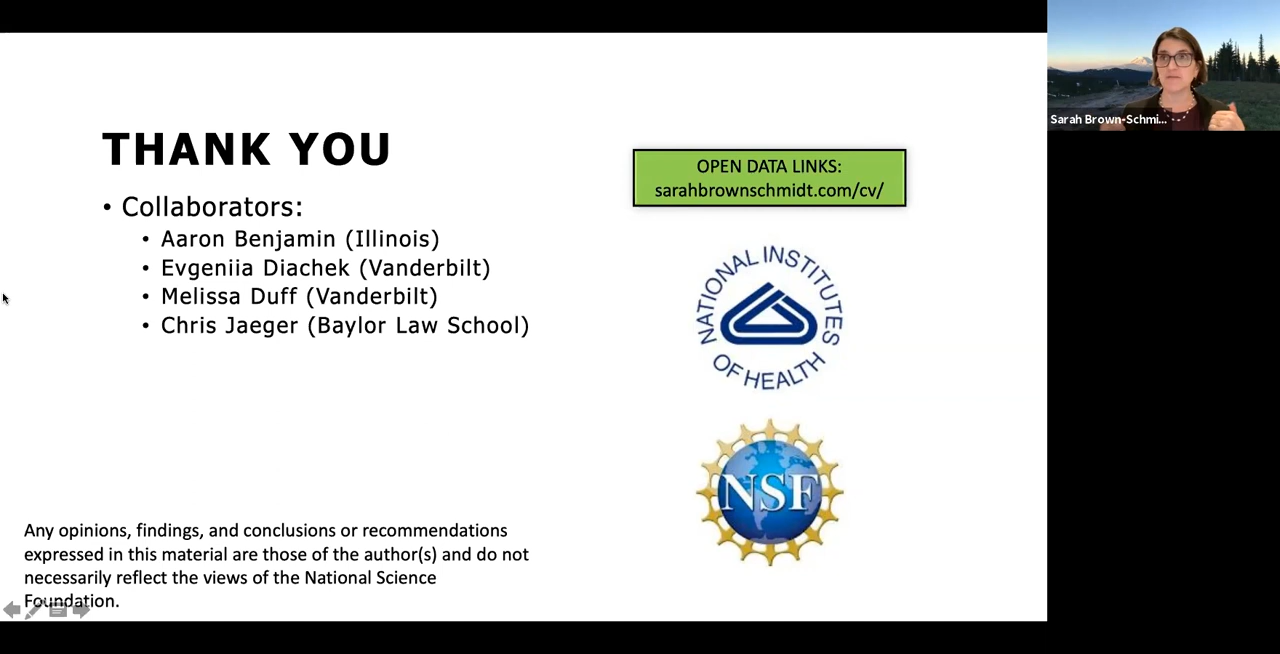 THANK YOU
• Collaborators:
• Aaron Benjamin (Illinois)
• Evgeniia Diachek (Vanderbilt)
• Melissa Duff (Vanderbilt)
• Chris Jaeger (Baylor Law School)
Any opinions, findings, and conclusions or recommendations
expressed in this material are those of the author(s) and do not
necessarily reflect the views of the National Science
Foundation.
OPEN DATA LINKS:
sarahbrownschmidt.com/cv/
NATIONAL INSTITUTES
OF HEALTH
NSF
Sarah Brown-Schmi...